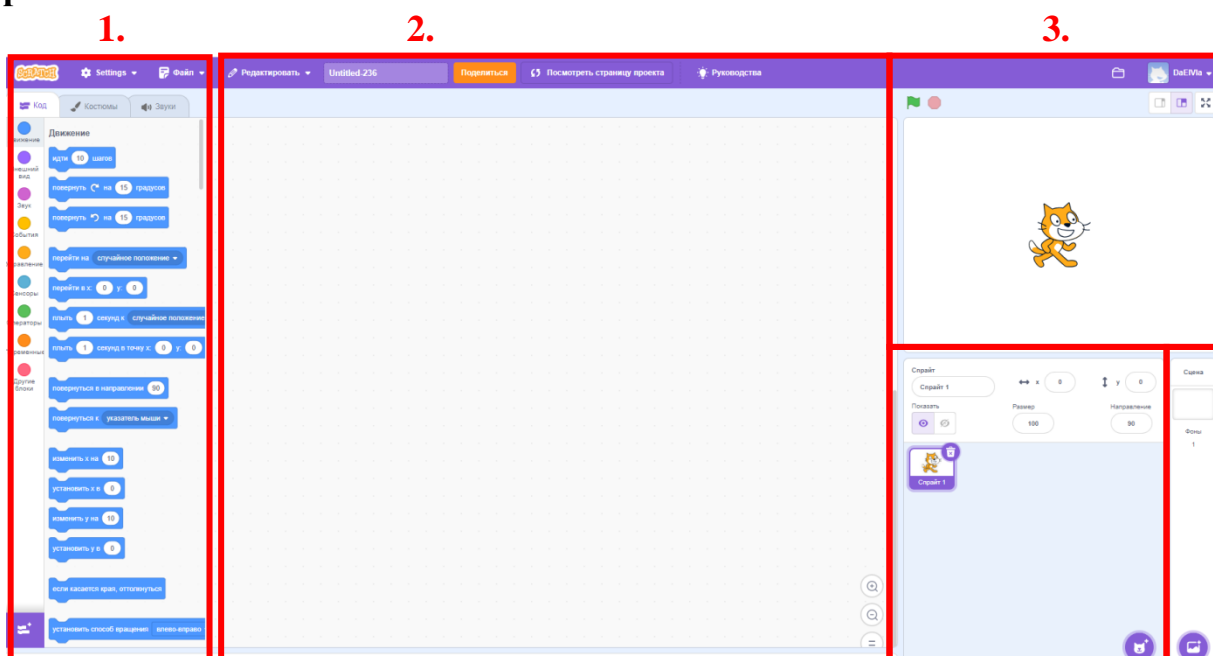 1. 2. 3.
SCRATCH Settings Файл Редактировать Untitled-236 Поделиться Посмотреть страницу проекта Руководства DaElVla
Код Костюмы Звуки
Движение
идти 10 шагов
повернуть на 15 градусов
Звук
повернуть на 15 градусов
перейти на случайное положение
перейти в x: 0 y: 0
плыть 1 секунд к случайное положение
плыть 1 секунд в точку x: 0 y: 0
Другие блоки
повернуться в направлении 90
повернуться к указатель мыши
изменить x на 10
установить x в 0
изменить y на 10
установить y в 0
если касается края, оттолкнуться
установить способ вращения влево-вправо
Спрайт
Спрайт 1 x 0 y 0
Показать Размер Направление
100 90
Спрайт 1
Сцена
Фоны
1